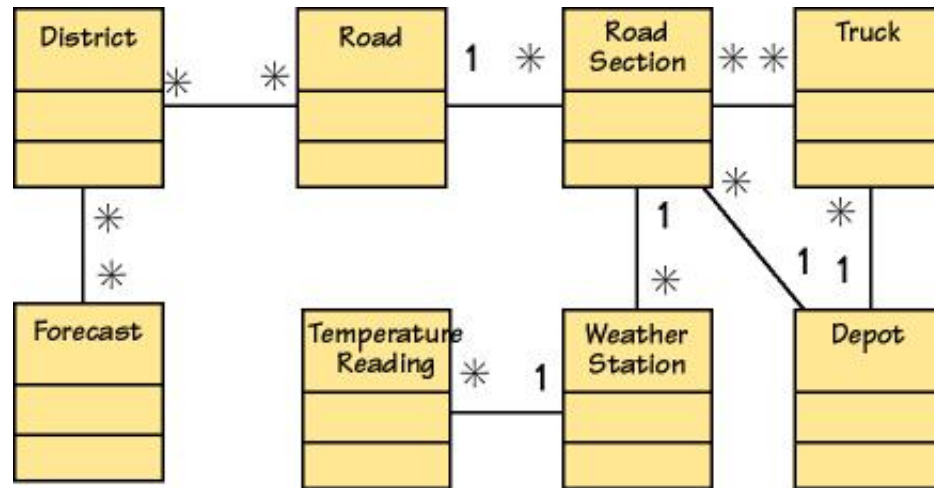 District
Road
Road
Section
Truck
1
*
*
*
*
*
*
*
1
*
*
*
1
1
*
Forecast
Temperature
Reading
*
1
Weather
Station
Depot